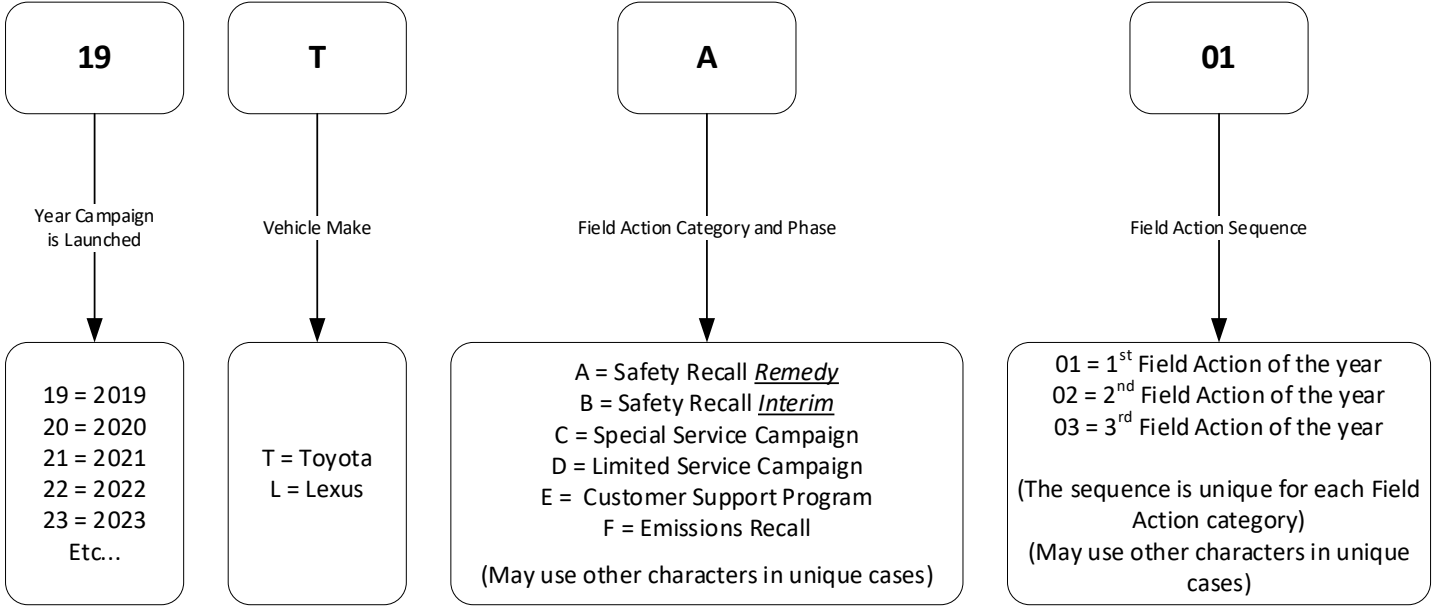 19
T
A
01
Year Campaign
is Launched
Vehicle Make
Field Action Category and Phase
Field Action Sequence
19 = 2019
20 = 2020
21 = 2021
22 = 2022
23 = 2023
Etc...
T = Toyota
L = Lexus
A = Safety Recall Remedy
B = Safety Recall Interim
C = Special Service Campaign
D = Limited Service Campaign
E = Customer Support Program
F = Emissions Recall
(May use other characters in unique cases)
01 = 1st Field Action of the year
02 = 2nd Field Action of the year
03 = 3rd Field Action of the year
(The sequence is unique for each Field
Action category)
(May use other characters in unique
cases)